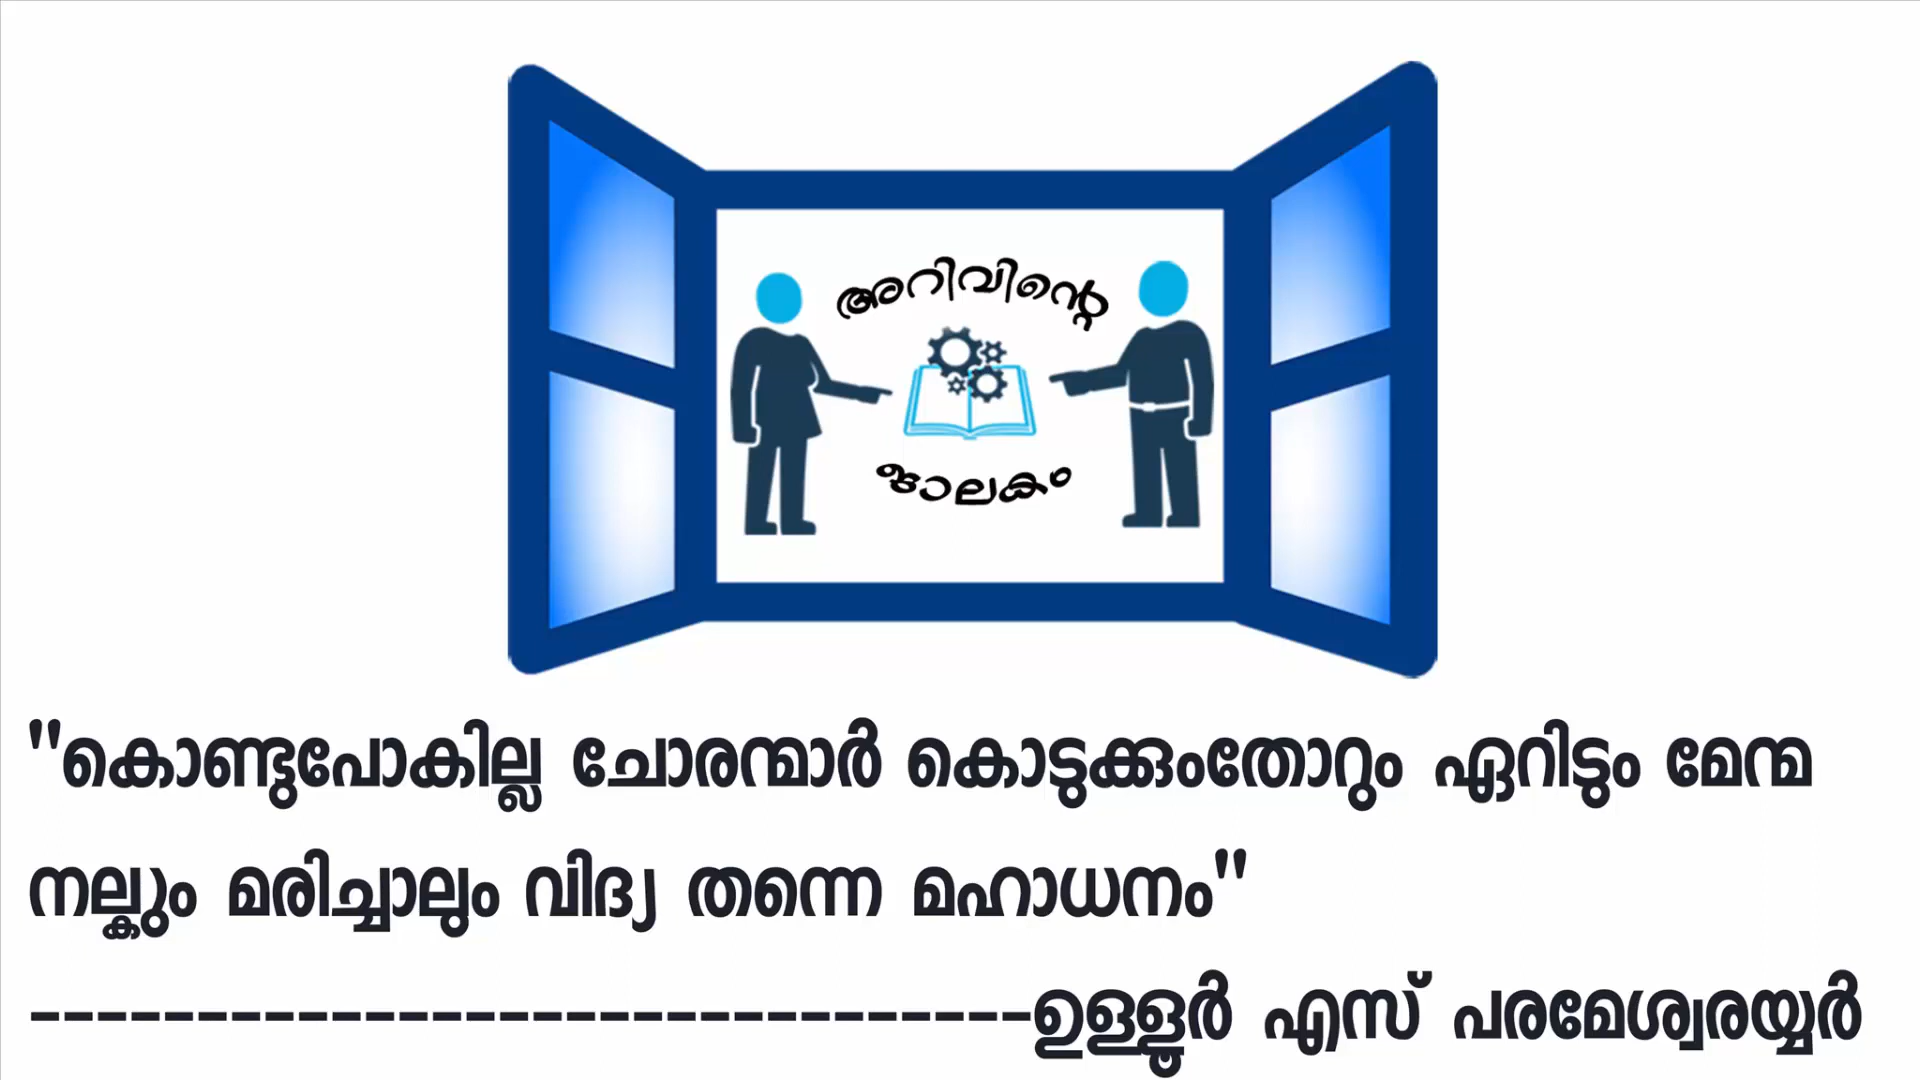 അറിവിന്റെ
ജാലകം
"കൊണ്ടുപോകില്ല ചോരന്മാർ കൊടുക്കുംതോറും ഏറിടും മേന്മ
നല്കും മരിച്ചാലും വിദ്യ തന്നെ മഹാധനം"
------------------------------ഉള്ളൂർ എസ് പരമേശ്വരയ്യർ